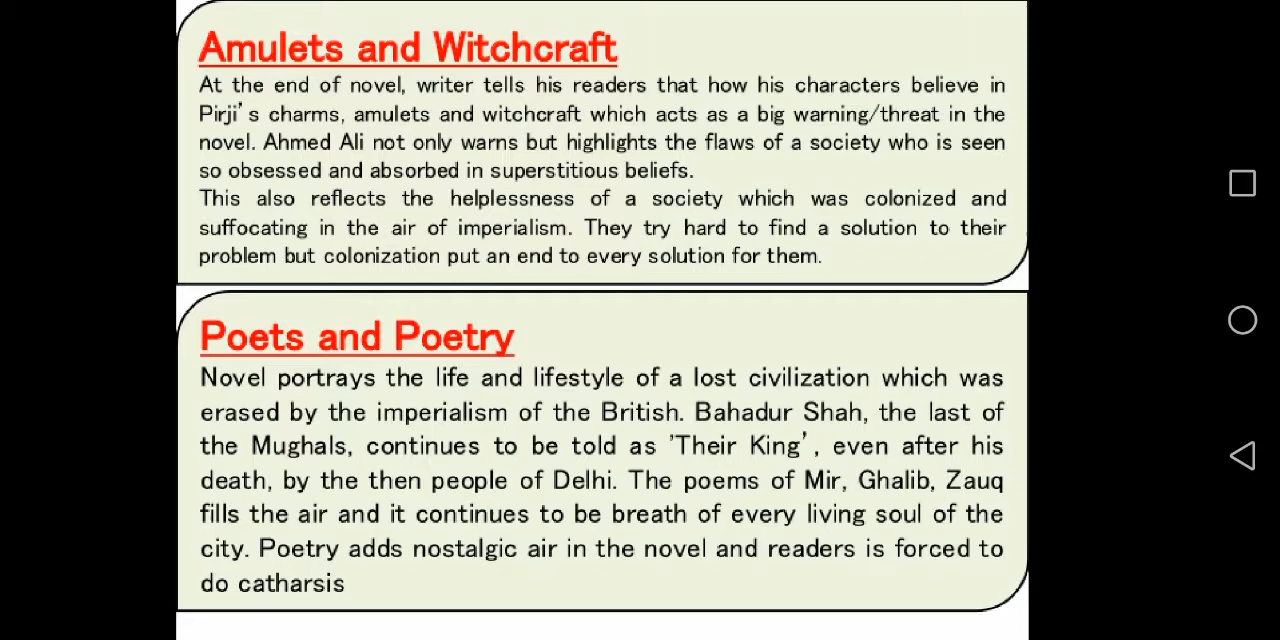 Amulets and Witchcraft
At the end of novel, writer tells his readers that how his characters believe in
Pirji's charms, amulets and witchcraft which acts as a big warning/threat in the
novel. Ahmed Ali not only warns but highlights the flaws of a society who is seen
so obsessed and absorbed in superstitious beliefs.
This also reflects the helplessness of a society which was colonized and
suffocating in the air of imperialism. They try hard to find a solution to their
problem but colonization put an end to every solution for them.
Poets and Poetry
Novel portrays the life and lifestyle of a lost civilization which was
erased by the imperialism of the British. Bahadur Shah, the last of
the Mughals, continues to be told as 'Their King', even after his
death, by the then people of Delhi. The poems of Mir, Ghalib, Zauq
fills the air and it continues to be breath of every living soul of the
city. Poetry adds nostalgic air in the novel and readers is forced to
do catharsis